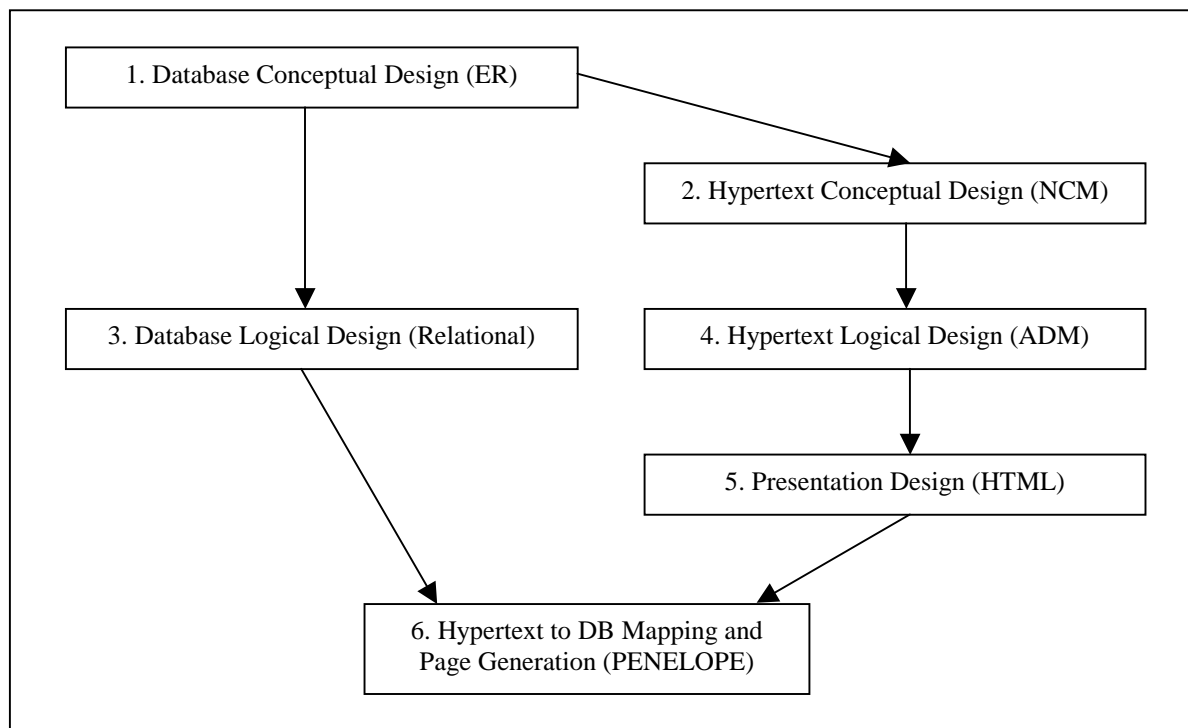 1. Database Conceptual Design (ER)
2. Hypertext Conceptual Design (NCM)
3. Database Logical Design (Relational)
4. Hypertext Logical Design (ADM)
5. Presentation Design (HTML)
6. Hypertext to DB Mapping and
Page Generation (PENELOPE)